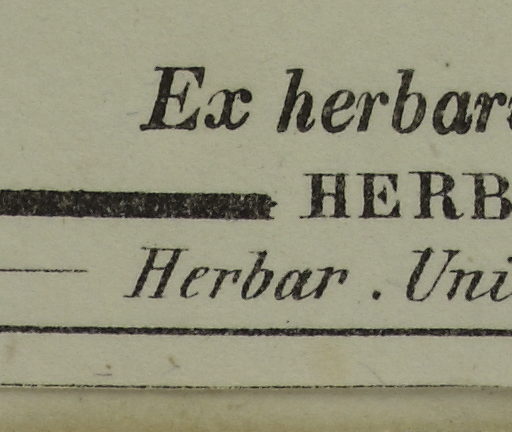 Ex herbar
HERB
Herbar . Uni